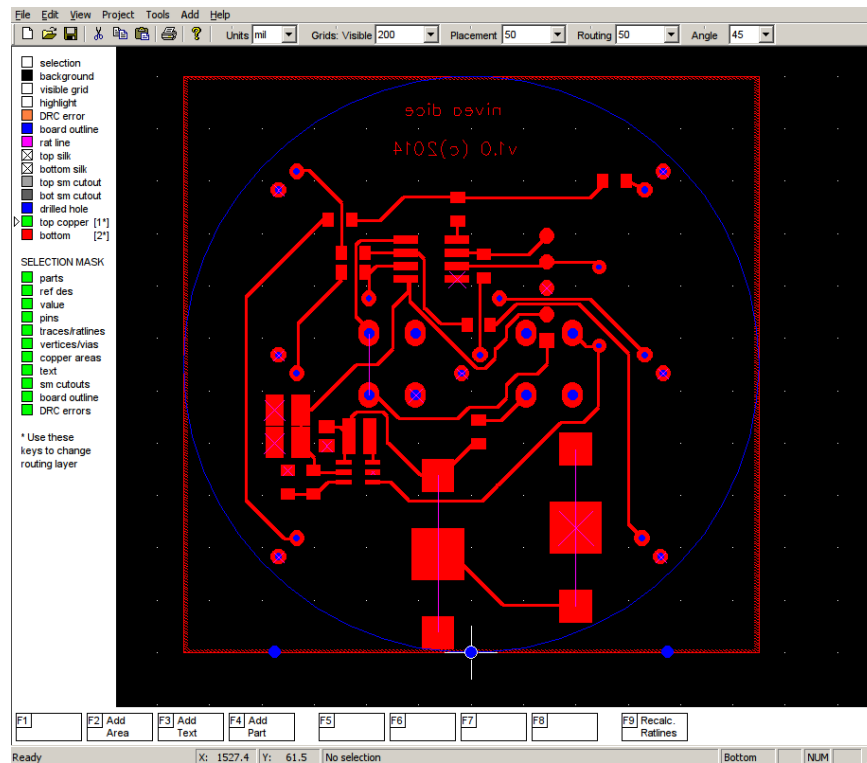 File Edit View Project Tools Add Help
Units mil Grids: Visible 200 Placement 50 Routing 50 Angle 45
selection
background
visible grid
highlight
DRC error
board outline
rat line
top silk
bottom silk
top sm cutout
bot sm cutout
drilled hole
top copper [1*]
bottom [2*]
SELECTION MASK
parts
ref des
value
pins
traces/ratlines
vertices/vias
copper areas
text
sm cutouts
board outline
DRC errors
* Use these
keys to change
routing layer
nivea dice
v1.0 (c)2014
F1 F2 Add Area F3 Add Text F4 Add Part F5 F6 F7 F8 F9 Recalc. Ratlines
Ready X: 1527.4 Y: 61.5 No selection Bottom NUM